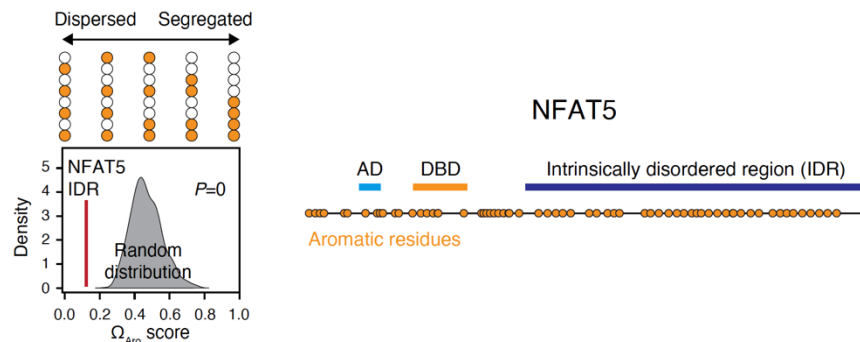 Dispersed Segregated
NFAT5
IDR
P=0
Random
distribution
Density
5
4
3
2
1
0
0.0 0.2 0.4 0.6 0.8 1.0
ΩAro score
NFAT5
AD DBD Intrinsically disordered region (IDR)
Aromatic residues